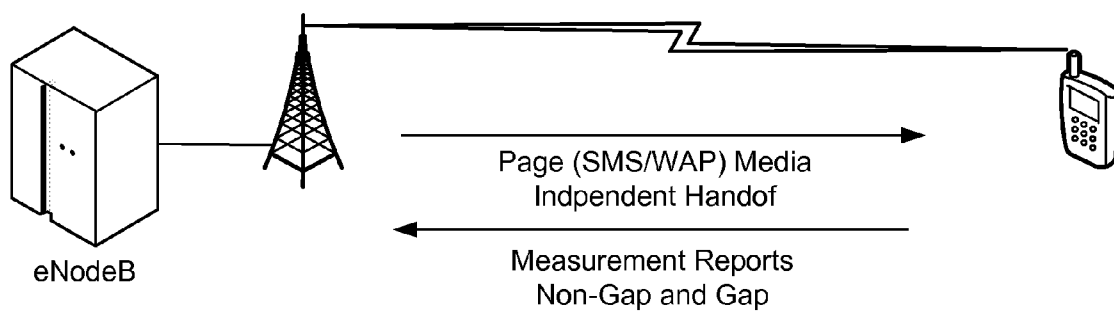 Page (SMS/WAP) Media
Indpendent Handof
eNodeB
Measurement Reports
Non-Gap and Gap